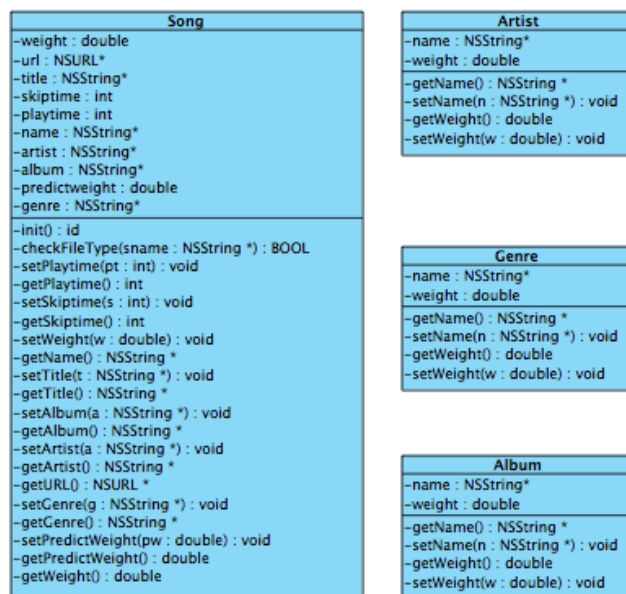 Song
-weight : double
-url : NSURL*
-title : NSString*
-skiptime : int
-playtime : int
-name : NSString*
-artist : NSString*
-album : NSString*
-predictweight : double
-genre : NSString*
-init() : id
-checkFileType(sname : NSString *) : BOOL
-setPlaytime(pt : int) : void
-getPlaytime() : int
-setSkiptime(s : int) : void
-getSkiptime() : int
-setWeight(w : double) : void
-getName() : NSString *
-setTitle(t : NSString *) : void
-getTitle() : NSString *
-setAlbum(a : NSString *) : void
-getAlbum() : NSString *
-setArtist(a : NSString *) : void
-getArtist() : NSString *
-getURL() : NSURL *
-setGenre(g : NSString *) : void
-getGenre() : NSString *
-setPredictWeight(pw : double) : void
-getPredictWeight() : double
-getWeight() : double
Artist
-name : NSString*
-weight : double
-getName() : NSString *
-setName(n : NSString *) : void
-getWeight() : double
-setWeight(w : double) : void
Genre
-name : NSString*
-weight : double
-getName() : NSString *
-setName(n : NSString *) : void
-getWeight() : double
-setWeight(w : double) : void
Album
-name : NSString*
-weight : double
-getName() : NSString *
-setName(n : NSString *) : void
-getWeight() : double
-setWeight(w : double) : void